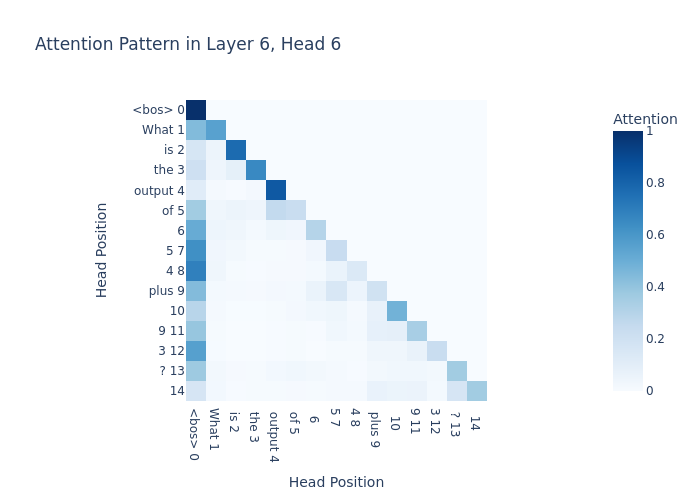 Attention Pattern in Layer 6, Head 6
Attention
1
0.8
0.6
0.4
0.2
0
Head Position
<bos> 0
What 1
is 2
the 3
output 4
of 5
6
5 7
4 8
plus 9
10
9 11
3 12
? 13
14
<bos> 0
What 1
is 2
the 3
output 4
of 5
6
5 7
4 8
plus 9
10
9 11
3 12
? 13
14
Head Position